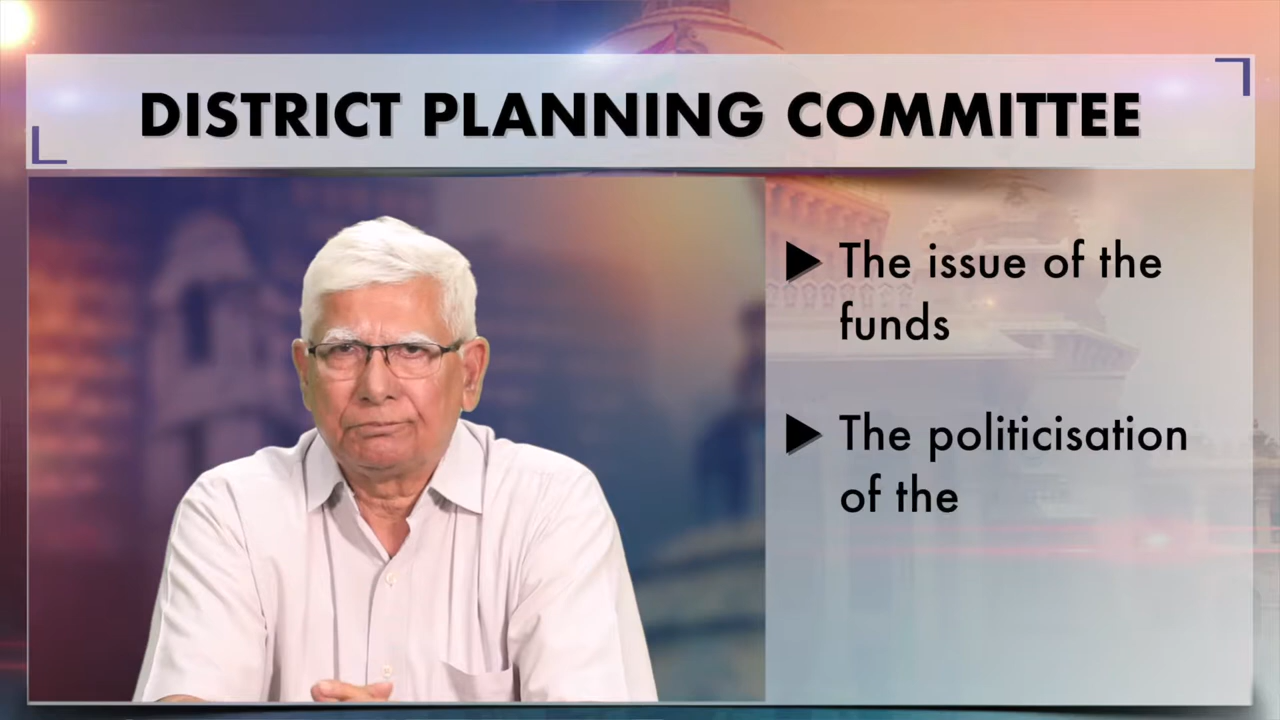 DISTRICT PLANNING COMMITTEE
The issue of the
funds
The politicisation
of the